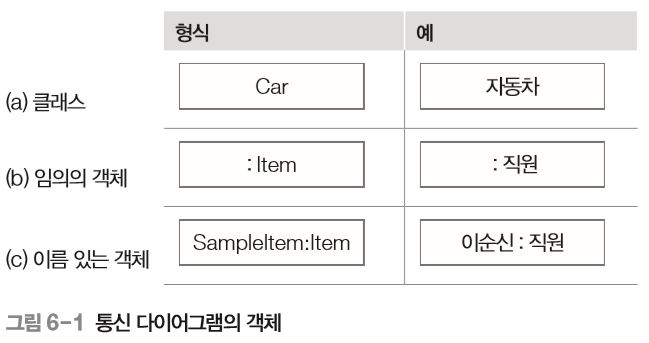 형식 예
(a) 클래스 Car 자동차
(b) 임의의 객체 : Item : 직원
(c) 이름 있는 객체 SampleItem:Item 이순신 : 직원
그림 6-1 통신 다이어그램의 객체